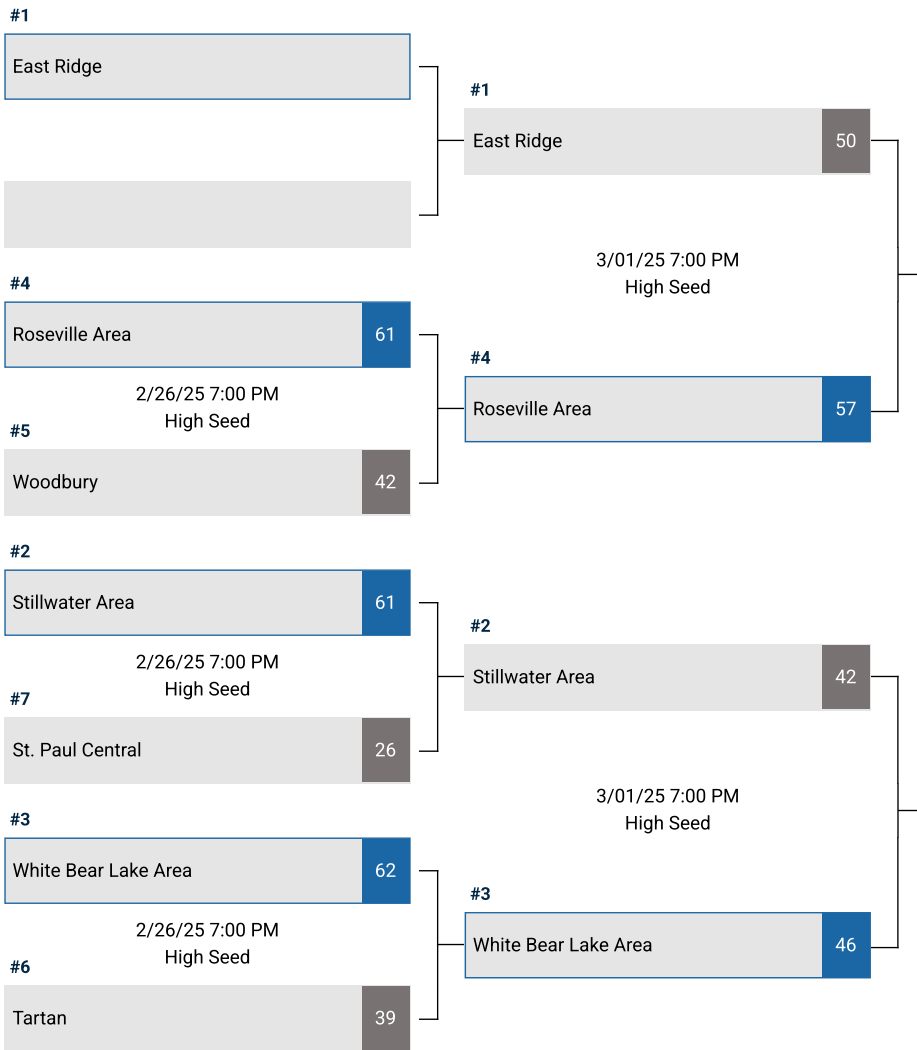 #1
East Ridge
#4
Roseville Area
61
2/26/25 7:00 PM
High Seed
#5
Woodbury
42
#2
Stillwater Area
61
2/26/25 7:00 PM
High Seed
#7
St. Paul Central
26
#3
White Bear Lake Area
62
2/26/25 7:00 PM
High Seed
#6
Tartan
39
#1
East Ridge
50
3/01/25 7:00 PM
High Seed
#4
Roseville Area
57
#2
Stillwater Area
42
3/01/25 7:00 PM
High Seed
#3
White Bear Lake Area
46